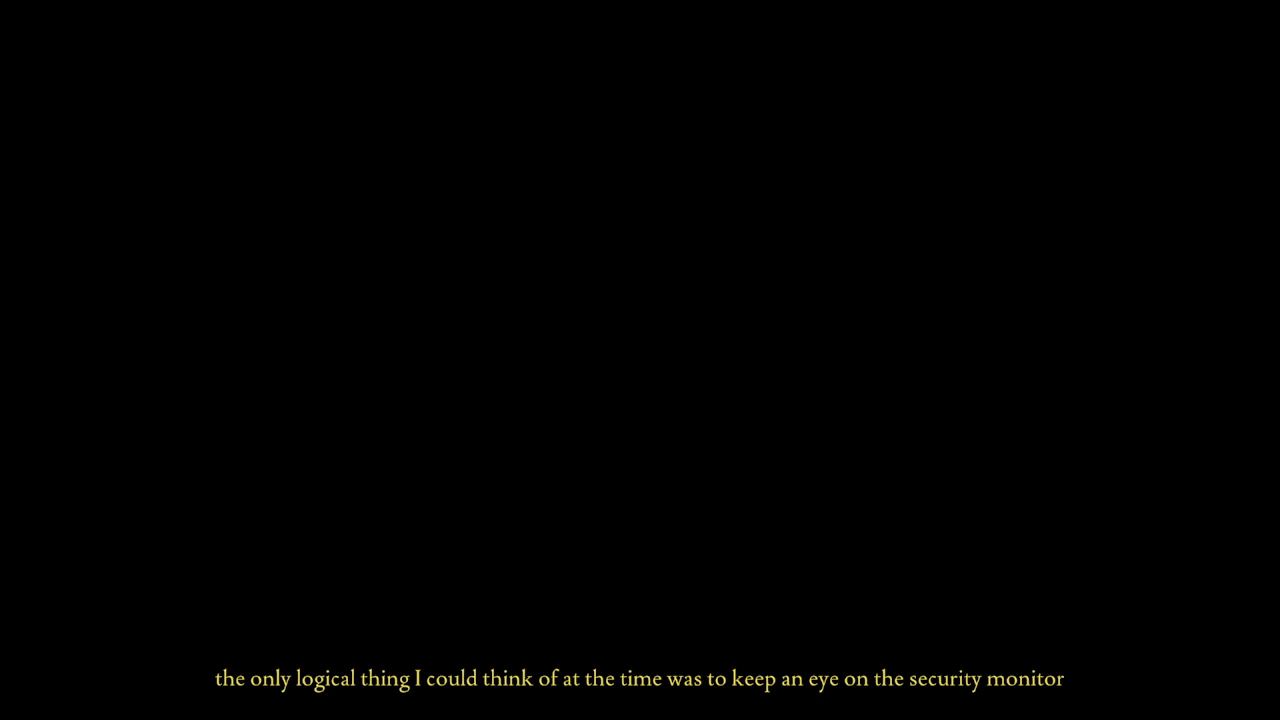 the only logical thing I could think of at the time was to keep an eye on the security monitor